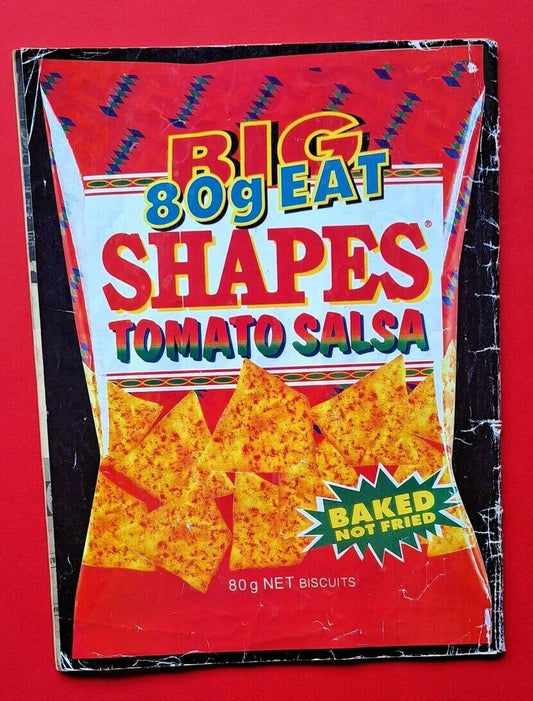 BIG
80g EAT
SHAPES®
TOMATO SALSA
BAKED
NOT FRIED
80g NET BISCUITS